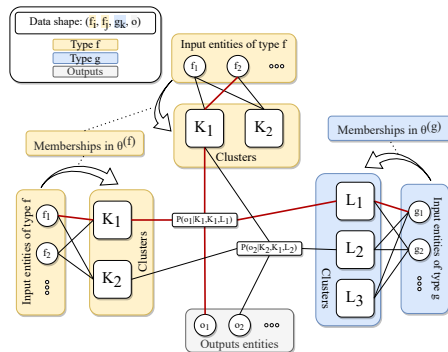 Data shape: (fᵢ, fⱼ, gₖ, o)
Type f
Type g
Outputs
Input entities of type f
f₁
f₂
ooo
K₁
K₂
Clusters
Memberships in θ⁽ᶠ⁾
Memberships in θ⁽ᵍ⁾
Input entities of type f
f₁
f₂
ooo
K₁
K₂
Clusters
P(o₁|K₁,K₁,L₁)
P(o₂|K₂,K₁,L₂)
L₁
L₂
L₃
Clusters
g₁
g₂
ooo
Input entities of type g
o₁
o₂
ooo
Outputs entities